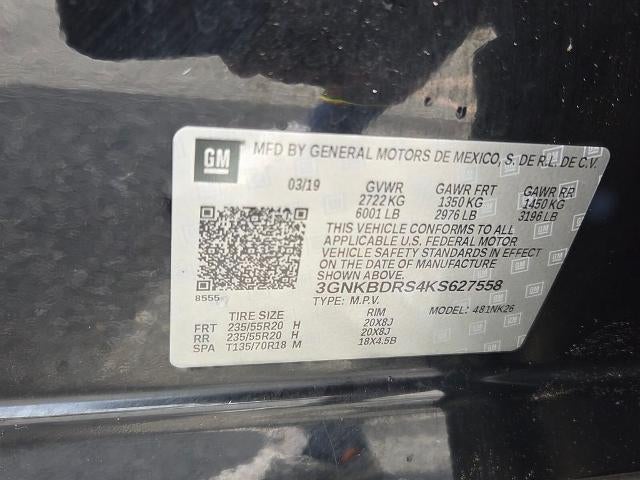 GM MFD BY GENERAL MOTORS DE MEXICO, S. DE R.L. DE C.V.
03/19 GVWR GAWR FRT GAWR RR
2722 KG 1350 KG 1450 KG
6001 LB 2976 LB 3196 LB
THIS VEHICLE CONFORMS TO ALL
APPLICABLE U.S. FEDERAL MOTOR
VEHICLE SAFETY STANDARDS IN EFFECT
ON THE DATE OF MANUFACTURE
SHOWN ABOVE.
3GNKBDRS4KS627558
8555 TYPE: M.P.V. MODEL: 481NK26
TIRE SIZE RIM
FRT 235/55R20 H 20X8J
RR 235/55R20 H 20X8J
SPA T135/70R18 M 18X4.5B